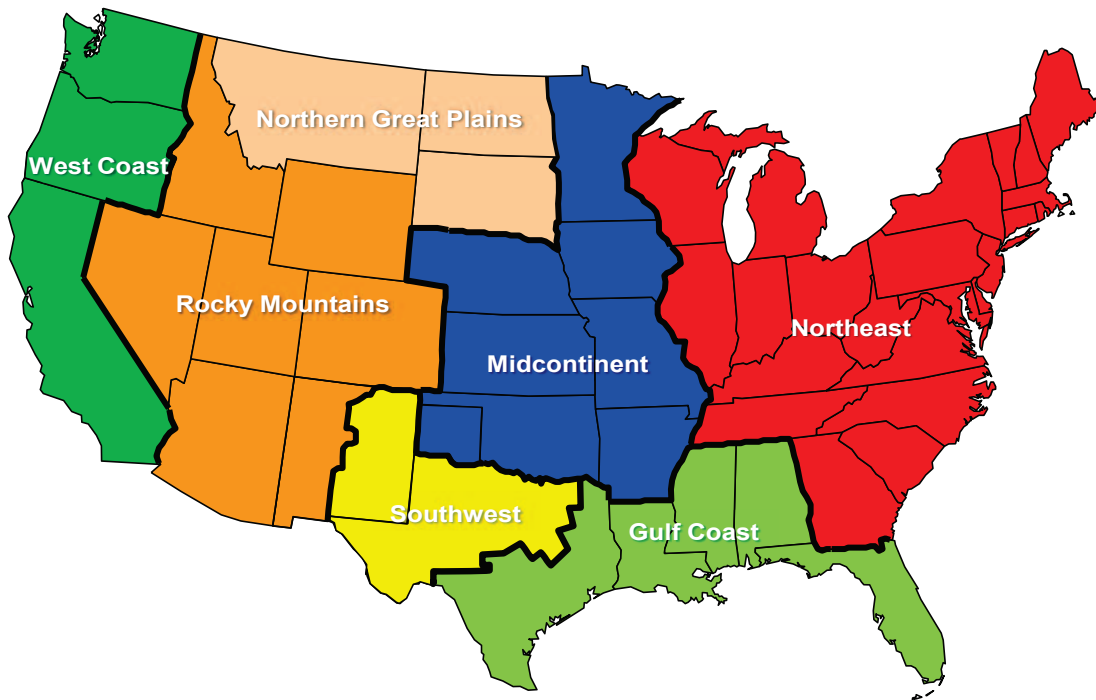 Northern Great Plains
West Coast
Rocky Mountains
Northeast
Midcontinent
Southwest
Gulf Coast